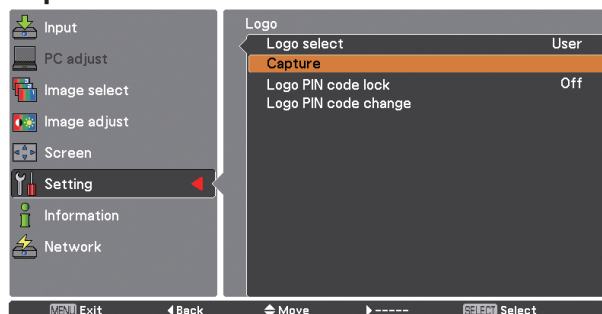 Input
PC adjust
Image select
Image adjust
Screen
Setting
Information
Network
Logo
Logo select User
Capture
Logo PIN code lock Off
Logo PIN code change
MENU Exit Back Move ----- SELECT Select